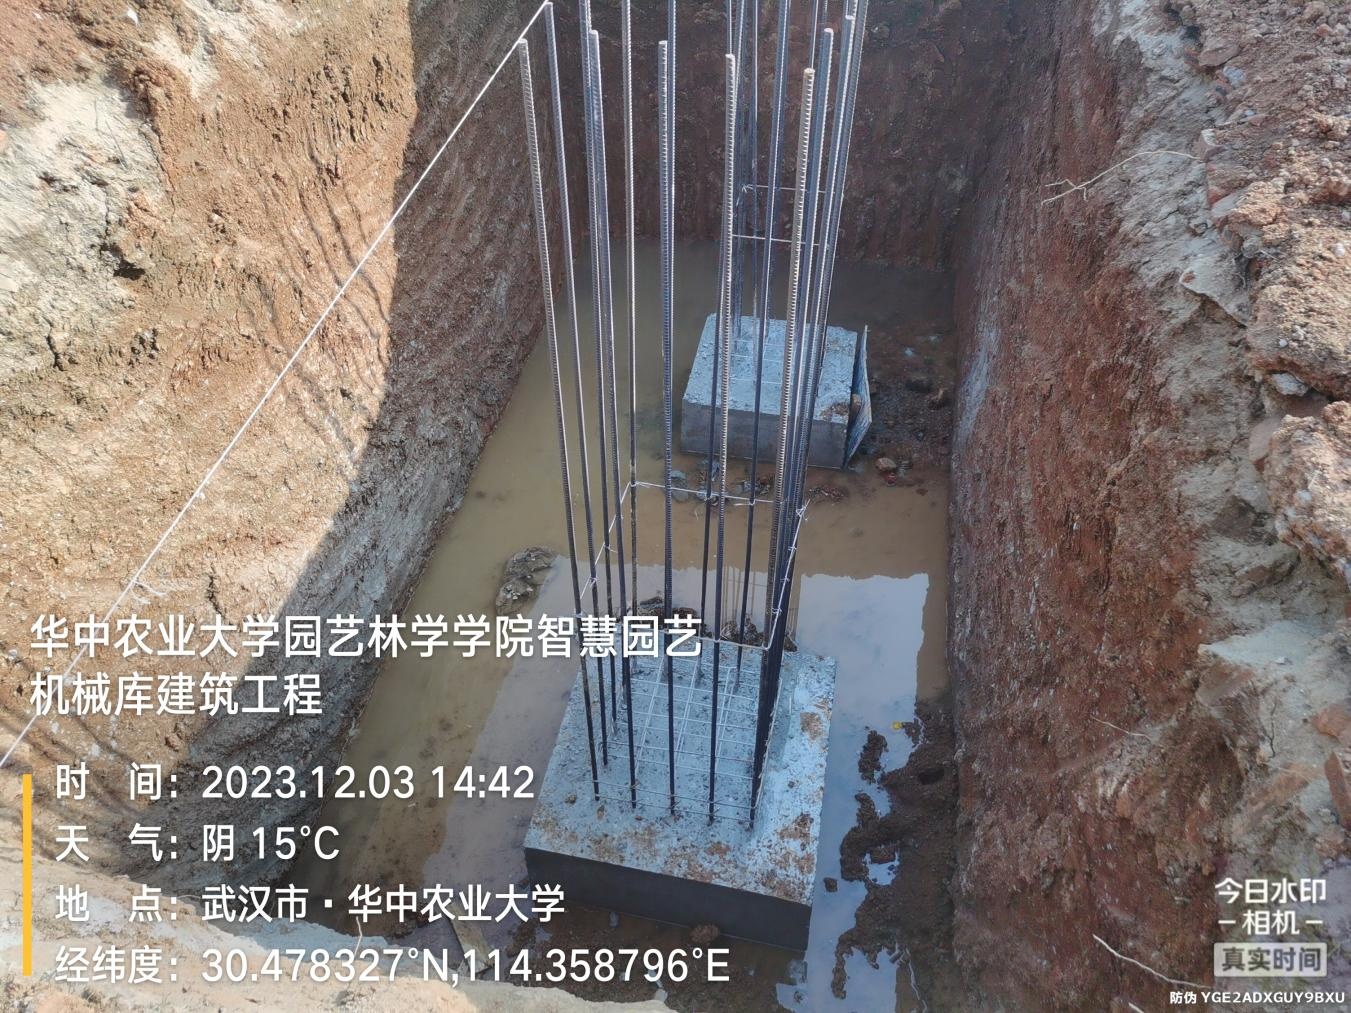 华中农业大学园艺林学学院智慧园艺
机械库建筑工程
时　间：2023.12.03 14:42
天　气：阴 15°C
地　点：武汉市·华中农业大学
经纬度：30.478327°N,114.358796°E
今日水印
－相机－
真实时间
防伪 YGE2ADXGUY9BXU